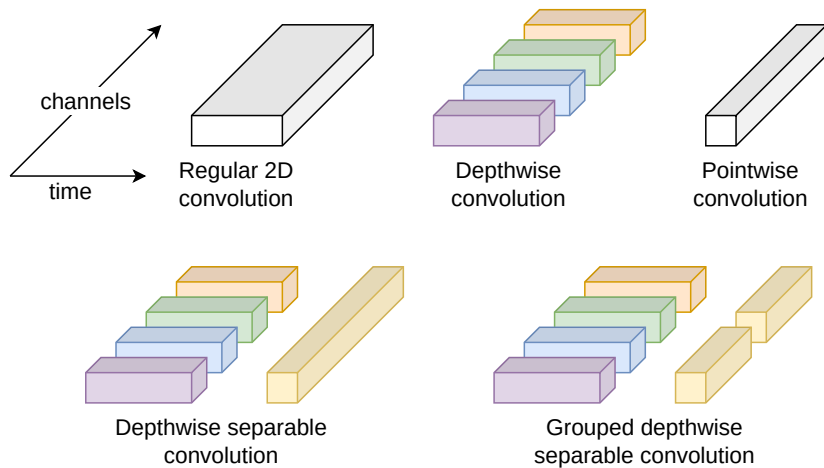 channels
time
Regular 2D
convolution
Depthwise
convolution
Pointwise
convolution
Depthwise separable
convolution
Grouped depthwise
separable convolution